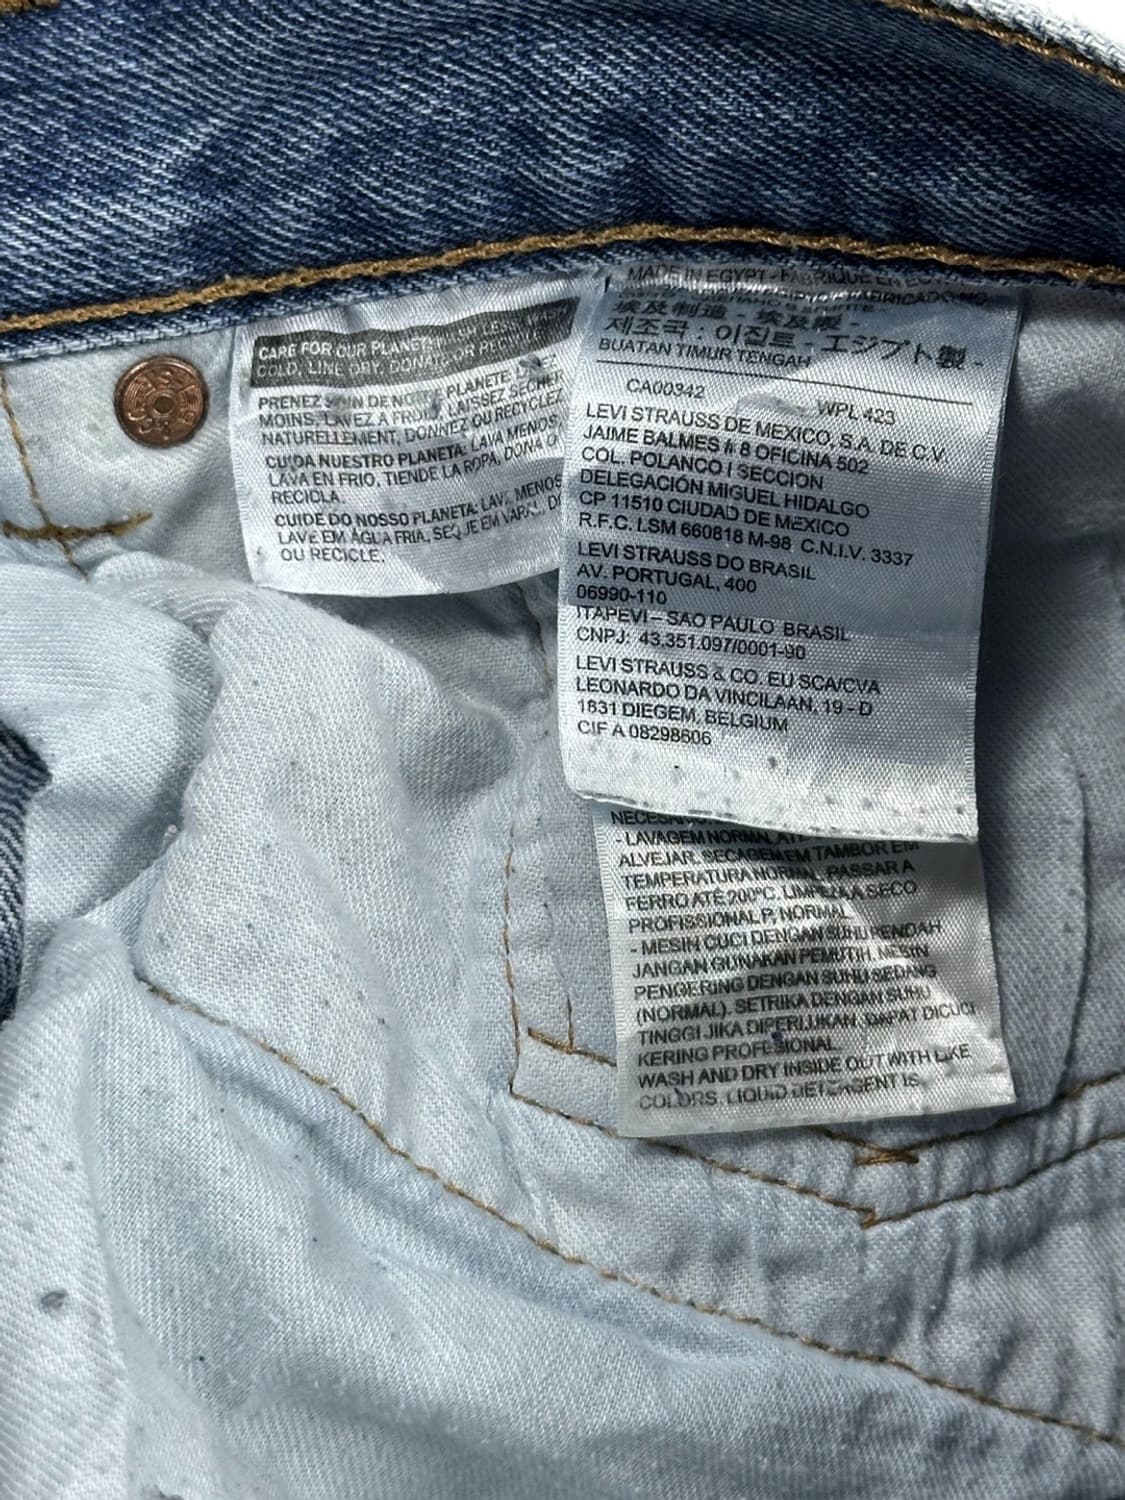 CARE FOR OUR PLANET:
COLD, LINE DRY, DONATE OR
PRENEZ SOIN DE NOTRE PLANETE:
MOINS, LAVEZ A FROID, LAISSEZ SECHER
NATURELLEMENT, DONNEZ OU RECYCLEZ
CUIDA NUESTRO PLANETA: LAVA MENOS,
LAVA EN FRIO, TIENDE LA ROPA, DONA O
RECICLA.
CUIDE DO NOSSO PLANETA: LAVE MENOS
LAVE EM ÁGUA FRIA, SEQUE EM VARAL,
OU RECICLE.
MADE IN EGYPT - FABRIQUE EN
FABRICADO NO
埃及制造 - 埃及製 -
제조국 : 이집트 - エジプト製 -
BUATAN TIMUR TENGAH
CA00342 WPL 423
LEVI STRAUSS DE MEXICO, S.A. DE C.V.
JAIME BALMES # 8 OFICINA 502
COL. POLANCO I SECCION
DELEGACIÓN MIGUEL HIDALGO
CP 11510 CIUDAD DE MEXICO
R.F.C. LSM 660818 M-98 C.N.I.V. 3337
LEVI STRAUSS DO BRASIL
AV. PORTUGAL, 400
06990-110
ITAPEVI – SAO PAULO BRASIL
CNPJ: 43.351.097/0001-90
LEVI STRAUSS & CO. EU SCA/CVA
LEONARDO DA VINCILAAN, 19 - D
1831 DIEGEM, BELGIUM
CIF A 08298606
- LAVAGEM NORMAL ATÉ
ALVEJAR. SECAGEM EM TAMBOR EM
TEMPERATURA NORMAL. PASSAR A
FERRO ATÉ 200ºC. LIMPEZA A SECO
PROFISSIONAL P, NORMAL
- MESIN CUCI DENGAN SUHU RENDAH
JANGAN GUNAKAN PEMUTIH. MESIN
PENGERING DENGAN SUHU SEDANG
(NORMAL). SETRIKA DENGAN SUHU
TINGGI JIKA DIPERLUKAN. DAPAT DICUCI
KERING PROFESIONAL
WASH AND DRY INSIDE OUT WITH LIKE
COLORS. LIQUID DETERGENT IS